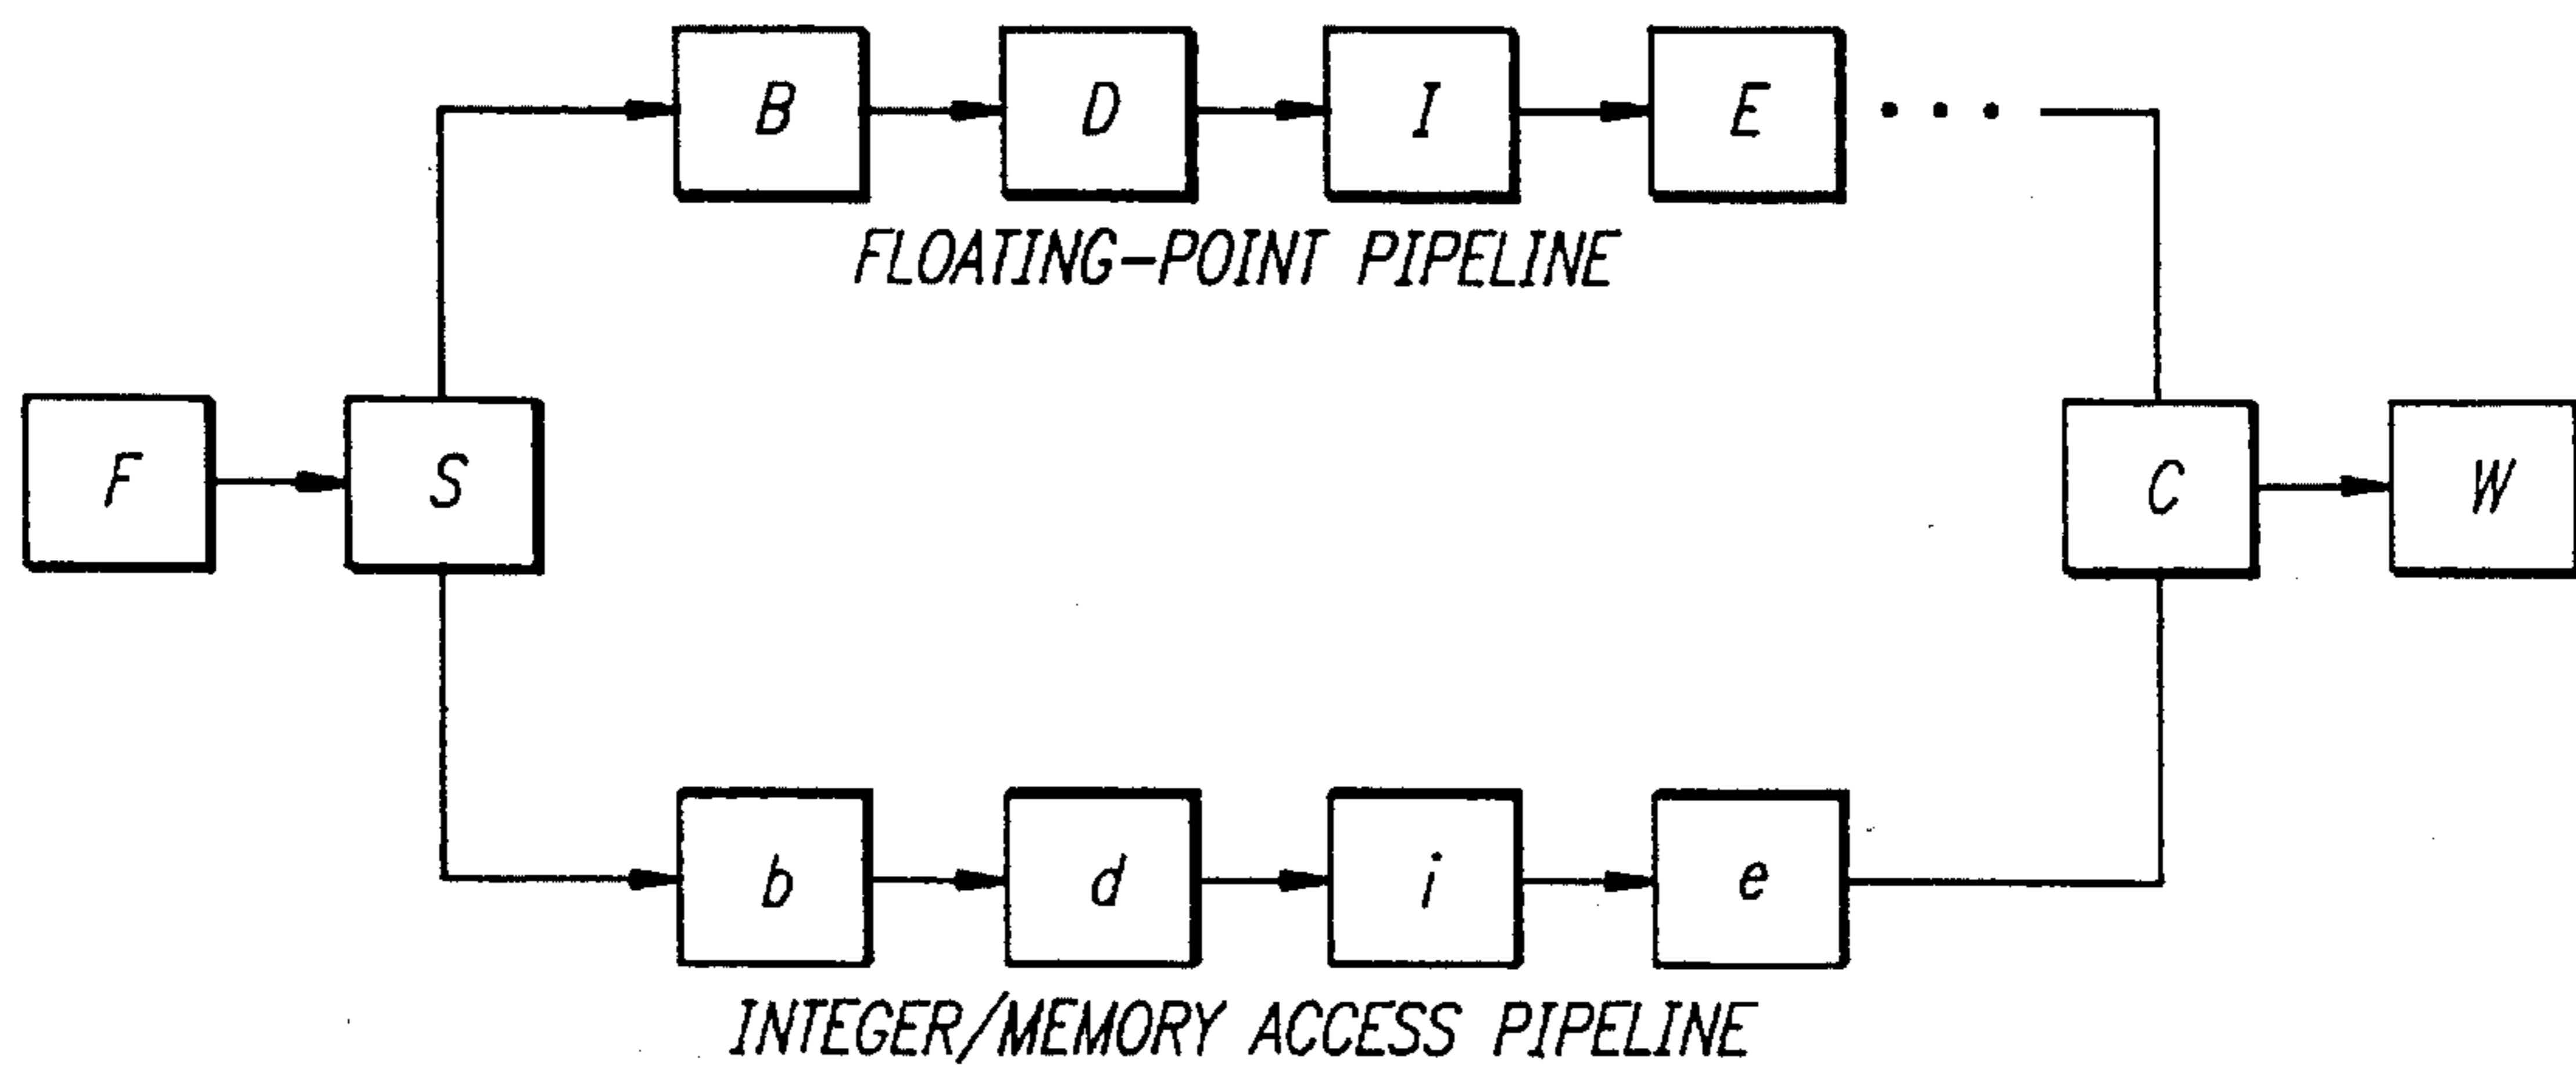 B D I E . . .
FLOATING-POINT PIPELINE
F S C W
b d i e
INTEGER/MEMORY ACCESS PIPELINE